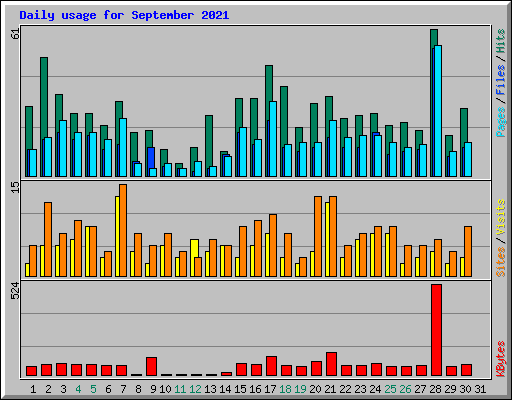 Daily usage for September 2021
61
15
524
Pages / Files / Hits
Sites / Visits
KBytes
1 2 3 4 5 6 7 8 9 10 11 12 13 14 15 16 17 18 19 20 21 22 23 24 25 26 27 28 29 30 31